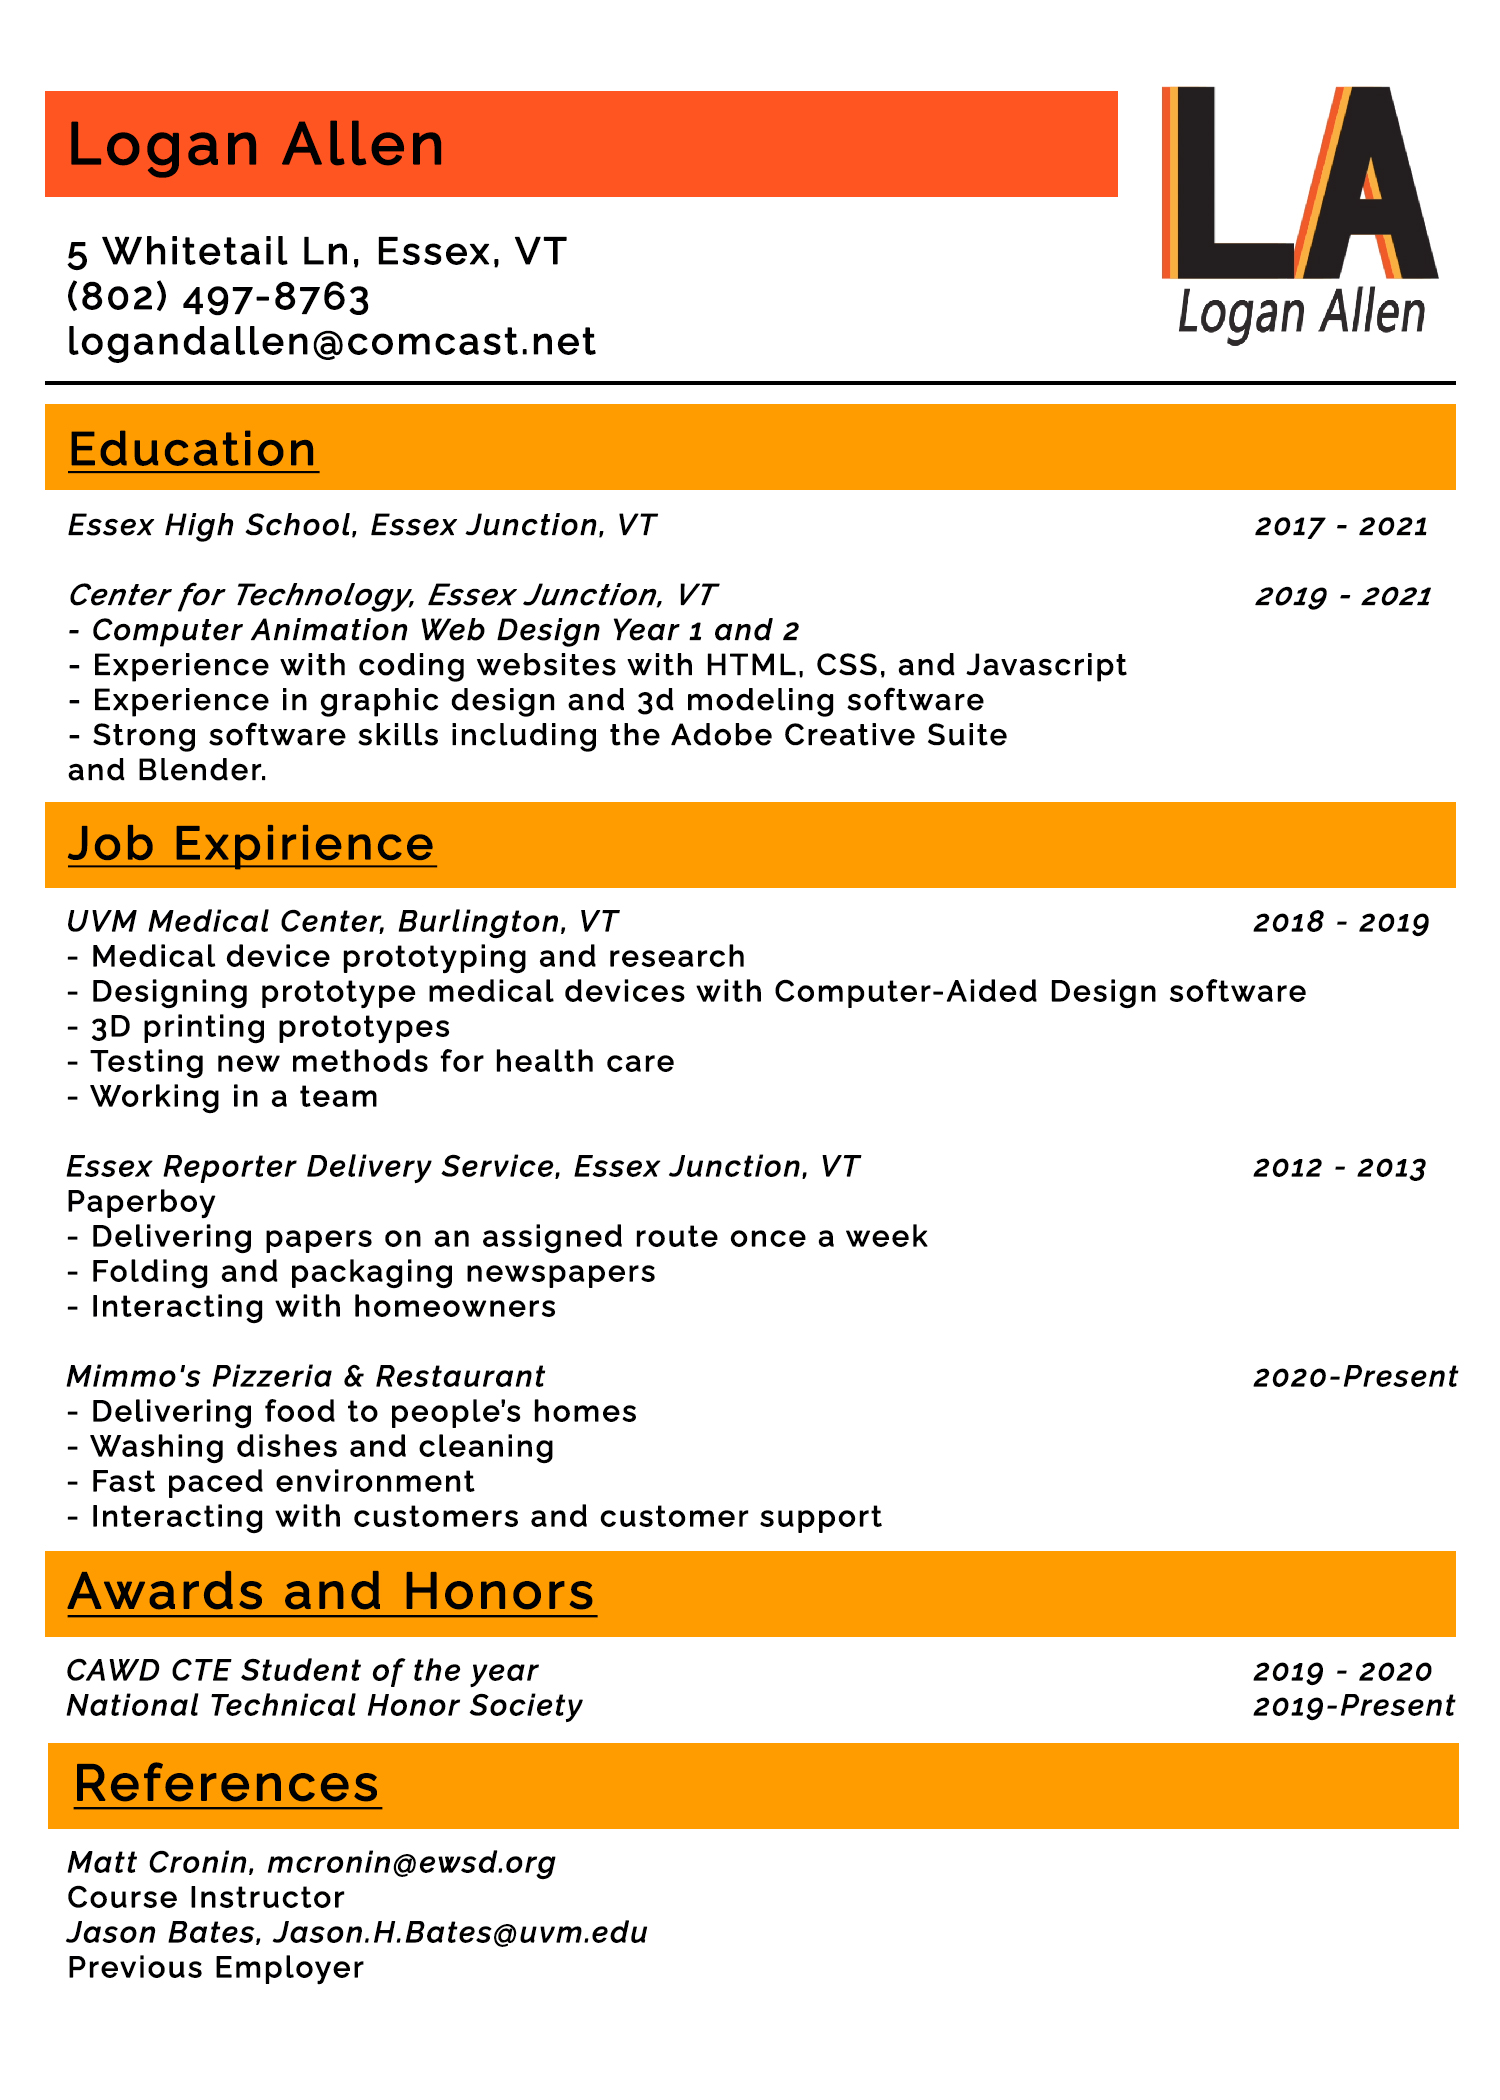 Logan Allen
LA
Logan Allen
5 Whitetail Ln, Essex, VT
(802) 497-8763
logandallen@comcast.net
Education
Essex High School, Essex Junction, VT 2017 - 2021
Center for Technology, Essex Junction, VT 2019 - 2021
- Computer Animation Web Design Year 1 and 2
- Experience with coding websites with HTML, CSS, and Javascript
- Experience in graphic design and 3d modeling software
- Strong software skills including the Adobe Creative Suite
and Blender.
Job Expirience
UVM Medical Center, Burlington, VT 2018 - 2019
- Medical device prototyping and research
- Designing prototype medical devices with Computer-Aided Design software
- 3D printing prototypes
- Testing new methods for health care
- Working in a team
Essex Reporter Delivery Service, Essex Junction, VT 2012 - 2013
Paperboy
- Delivering papers on an assigned route once a week
- Folding and packaging newspapers
- Interacting with homeowners
Mimmo's Pizzeria & Restaurant 2020-Present
- Delivering food to people's homes
- Washing dishes and cleaning
- Fast paced environment
- Interacting with customers and customer support
Awards and Honors
CAWD CTE Student of the year 2019 - 2020
National Technical Honor Society 2019-Present
References
Matt Cronin, mcronin@ewsd.org
Course Instructor
Jason Bates, Jason.H.Bates@uvm.edu
Previous Employer